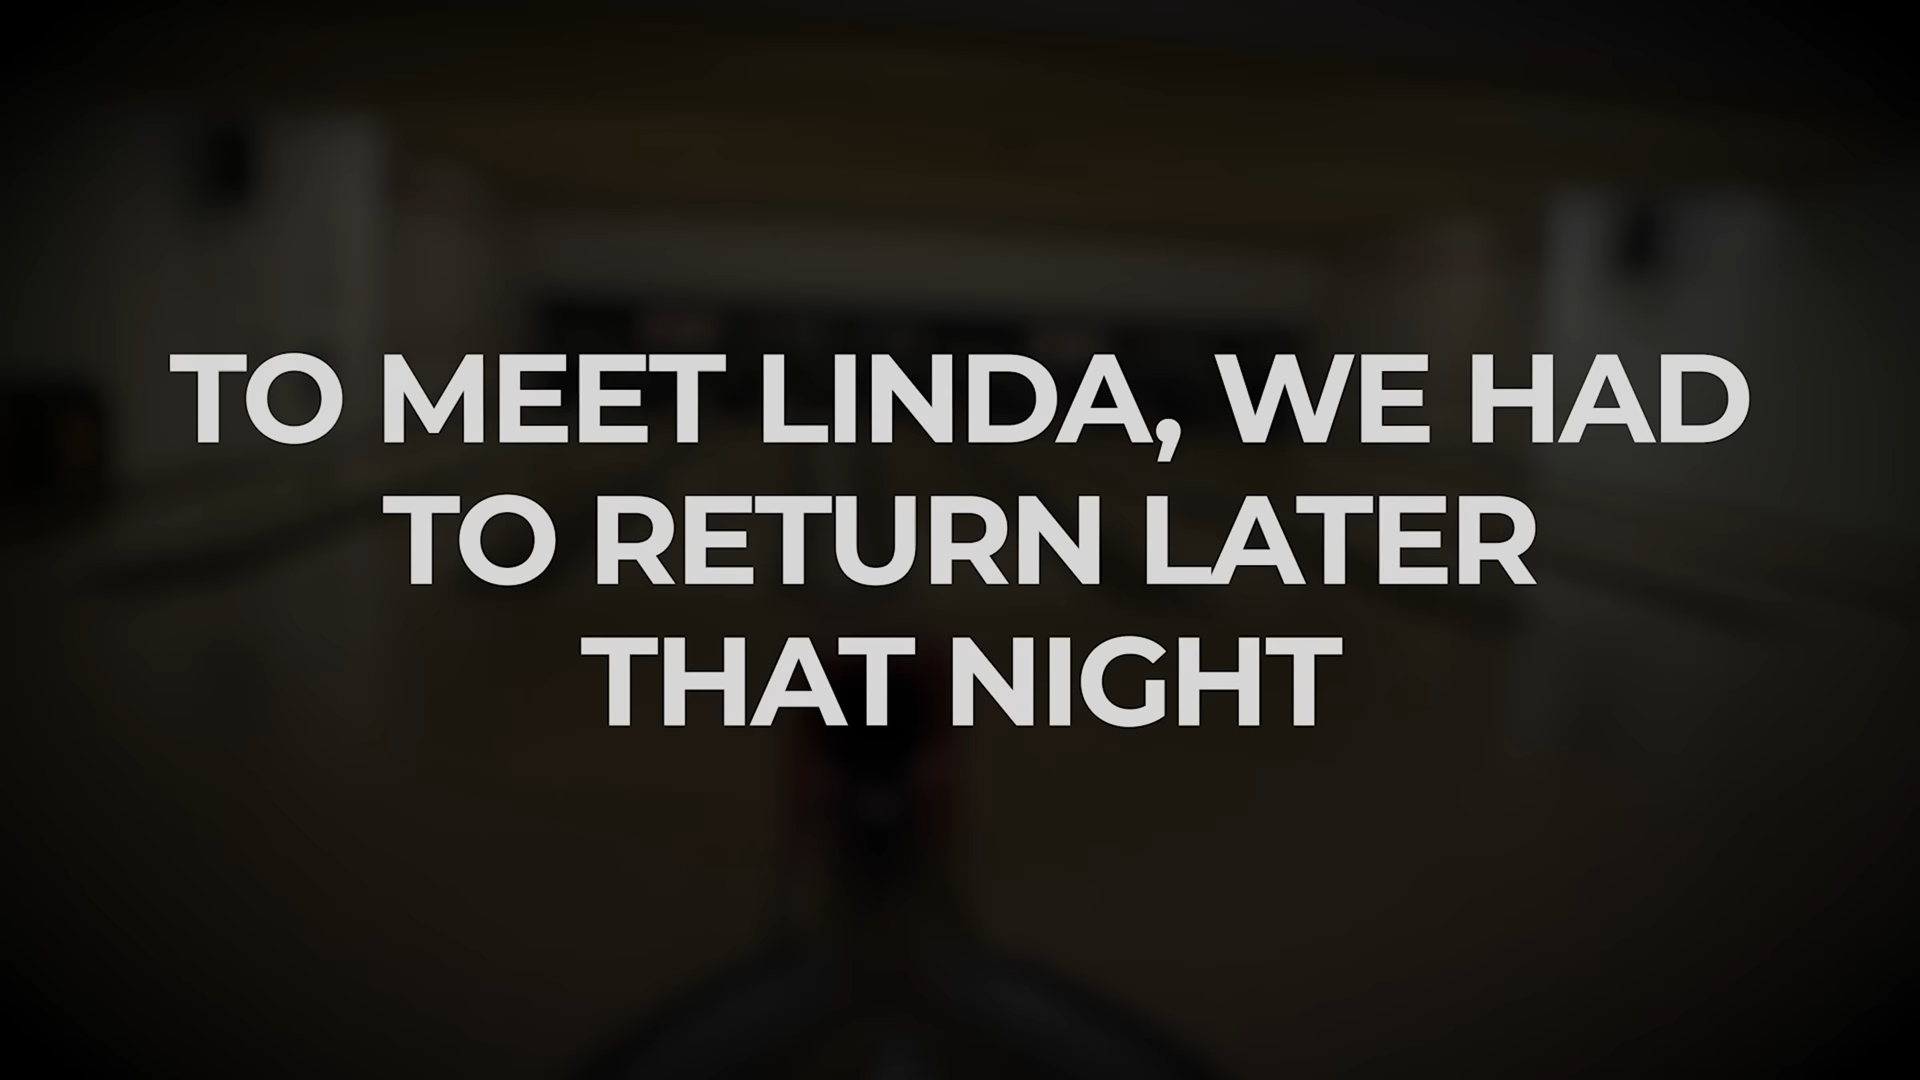 TO MEET LINDA, WE HAD
TO RETURN LATER
THAT NIGHT